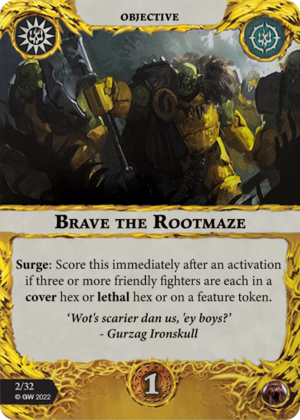 OBJECTIVE
BRAVE THE ROOTMAZE
Surge: Score this immediately after an activation
if three or more friendly fighters are each in a
cover hex or lethal hex or on a feature token.
‘Wot's scarier dan us, 'ey boys?’
- Gurzag Ironskull
2/32
© GW 2022
1